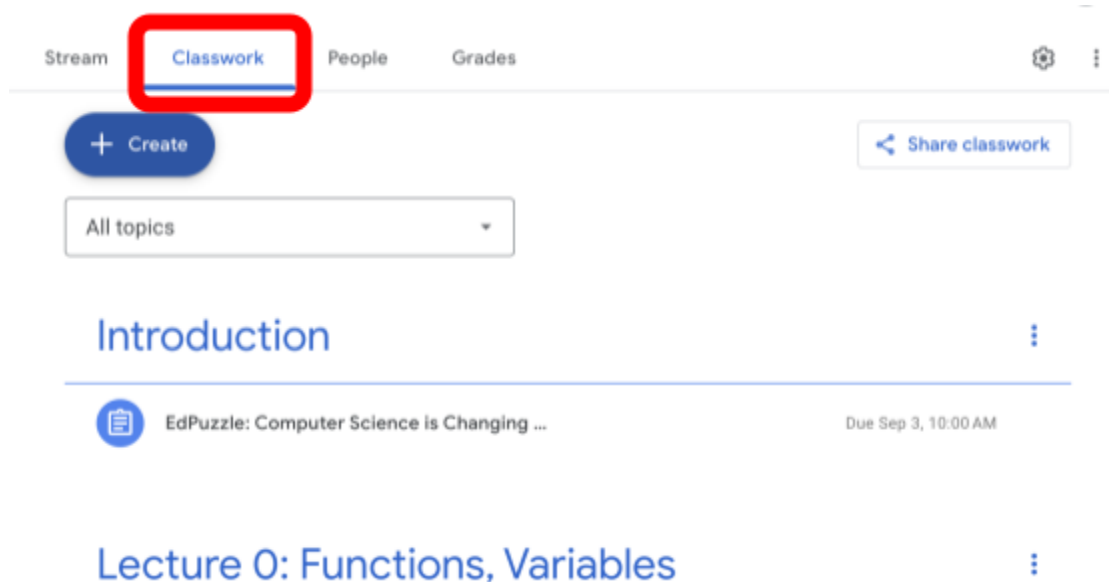 Stream Classwork People Grades
+ Create
Share classwork
All topics
Introduction
EdPuzzle: Computer Science is Changing ... Due Sep 3, 10:00 AM
Lecture 0: Functions, Variables